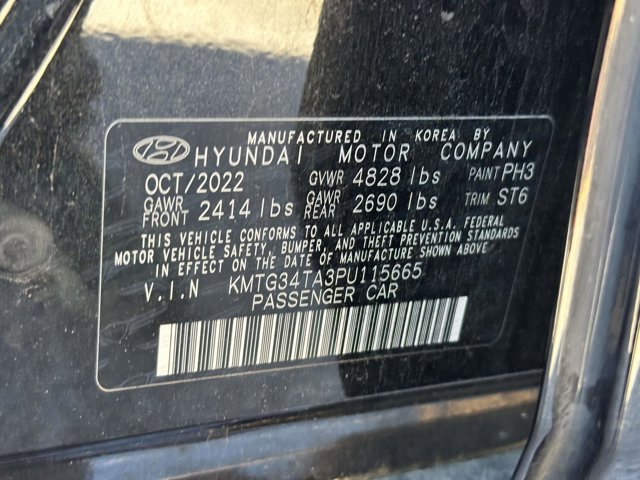 MANUFACTURED IN KOREA BY
HYUNDAI MOTOR COMPANY
OCT/2022 GVWR 4828 lbs PAINT PH3
GAWR FRONT 2414 lbs GAWR REAR 2690 lbs TRIM ST6
THIS VEHICLE CONFORMS TO ALL APPLICABLE U.S.A. FEDERAL
MOTOR VEHICLE SAFETY, BUMPER, AND THEFT PREVENTION STANDARDS
IN EFFECT ON THE DATE OF MANUFACTURE SHOWN ABOVE
V.I.N KMTG34TA3PU115665
PASSENGER CAR